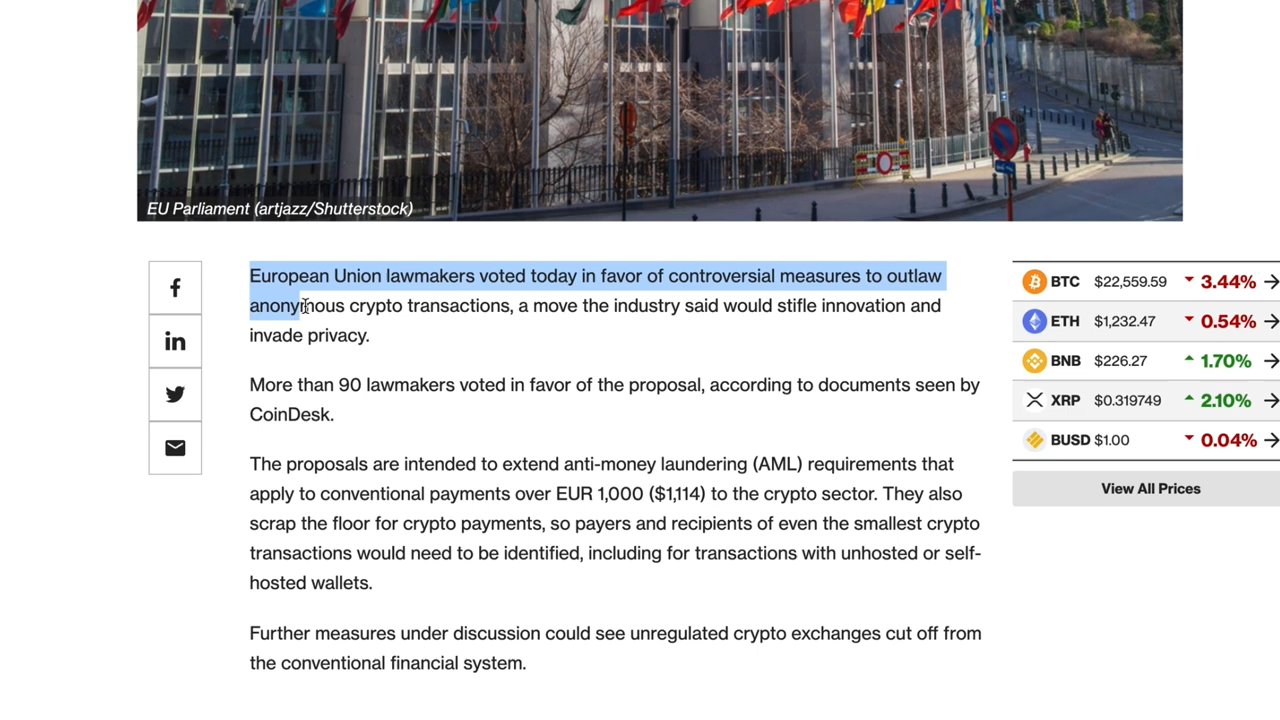 EU Parliament (artjazz/Shutterstock)
European Union lawmakers voted today in favor of controversial measures to outlaw
anonymous crypto transactions, a move the industry said would stifle innovation and
invade privacy.
More than 90 lawmakers voted in favor of the proposal, according to documents seen by
CoinDesk.
The proposals are intended to extend anti-money laundering (AML) requirements that
apply to conventional payments over EUR 1,000 ($1,114) to the crypto sector. They also
scrap the floor for crypto payments, so payers and recipients of even the smallest crypto
transactions would need to be identified, including for transactions with unhosted or self-
hosted wallets.
Further measures under discussion could see unregulated crypto exchanges cut off from
the conventional financial system.
BTC $22,559.59 3.44%
ETH $1,232.47 0.54%
BNB $226.27 1.70%
XRP $0.319749 2.10%
BUSD $1.00 0.04%
View All Prices